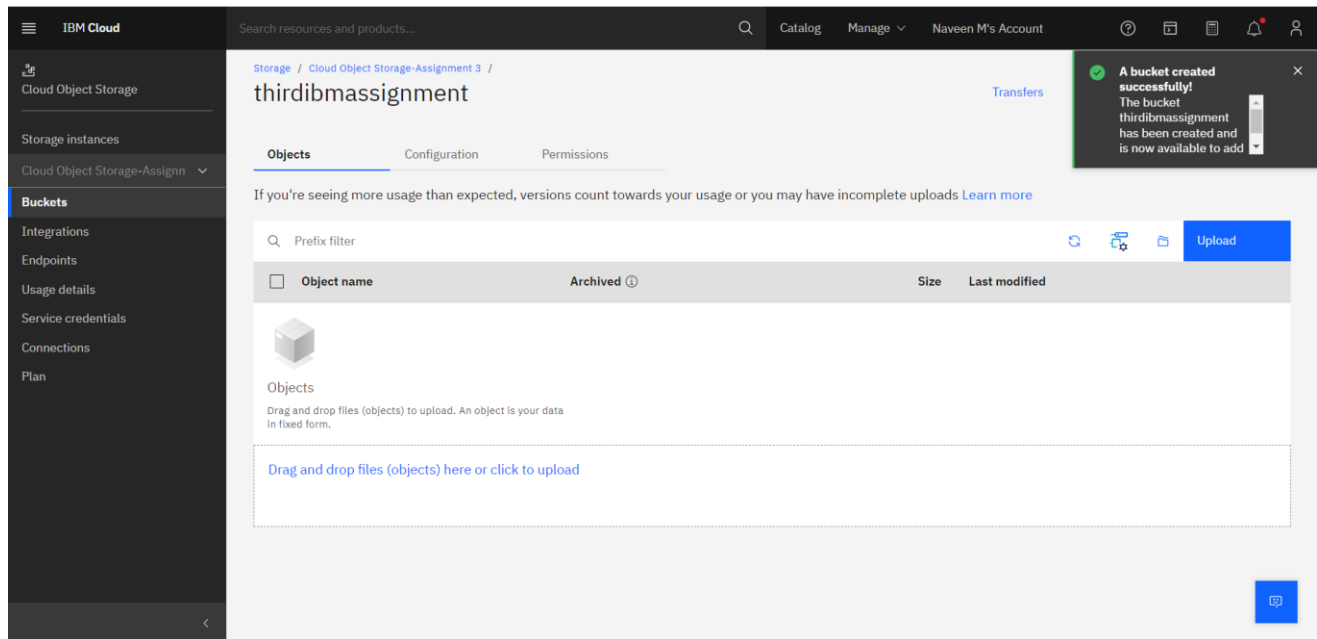 IBM Cloud
Search resources and products...
Catalog
Manage
Naveen M's Account
Cloud Object Storage
Storage instances
Cloud Object Storage-Assignn
Buckets
Integrations
Endpoints
Usage details
Service credentials
Connections
Plan
Storage / Cloud Object Storage-Assignment 3 /
thirdibmassignment
Transfers
A bucket created
successfully!
The bucket
thirdibmassignment
has been created and
is now available to add
Objects
Configuration
Permissions
If you're seeing more usage than expected, versions count towards your usage or you may have incomplete uploads Learn more
Prefix filter
Upload
Object name
Archived
Size
Last modified
Objects
Drag and drop files (objects) to upload. An object is your data
in fixed form.
Drag and drop files (objects) here or click to upload